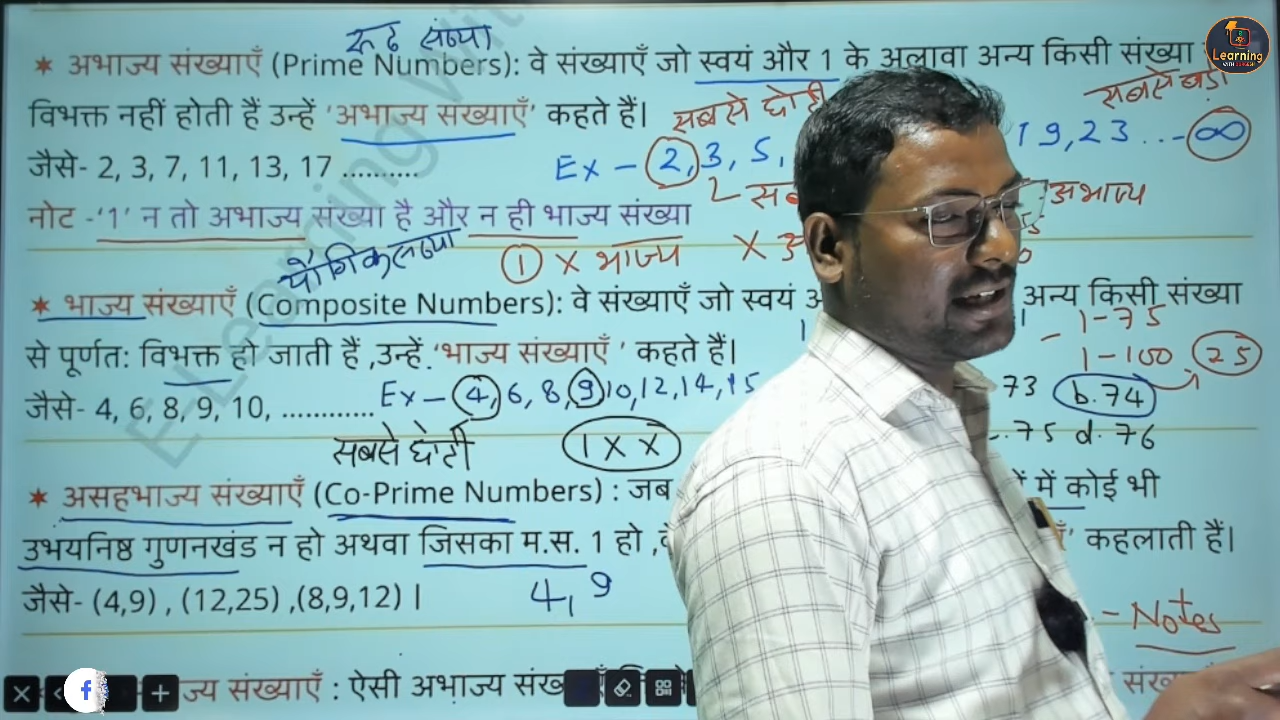 रूढ़ संख्या
Learning
✶ अभाज्य संख्याएँ (Prime Numbers): वे संख्याएँ जो स्वयं और 1 के अलावा अन्य किसी संख्या
सबसे छोटी
सबसे बड़ी
विभक्त नहीं होती हैं उन्हें 'अभाज्य संख्याएँ' कहते हैं।
Ex - 2, 3, 5, 19, 23 ... - ∞
जैसे- 2, 3, 7, 11, 13, 17 ..........
अभाज्य
नोट -'1' न तो अभाज्य संख्या है और न ही भाज्य संख्या
यौगिक संख्या
1 X भाज्य X
✶ भाज्य संख्याएँ (Composite Numbers): वे संख्याएँ जो स्वयं अन्य किसी संख्या
1-75
से पूर्णत: विभक्त हो जाती हैं ,उन्हें 'भाज्य संख्याएँ ' कहते हैं।
1-100 25
Ex - 4, 6, 8, 9 10, 12, 14, 15
73 b. 74
जैसे- 4, 6, 8, 9, 10, .............
75 d. 76
सबसे छोटी 1 X X
✶ असहभाज्य संख्याएँ (Co-Prime Numbers) : जब में कोई भी
उभयनिष्ठ गुणनखंड न हो अथवा जिसका म.स. 1 हो , कहलाती हैं।
जैसे- (4,9) , (12,25) ,(8,9,12) ।
4, 9
- Notes
संख्याएँ : ऐसी अभाज्य
E-Learning With